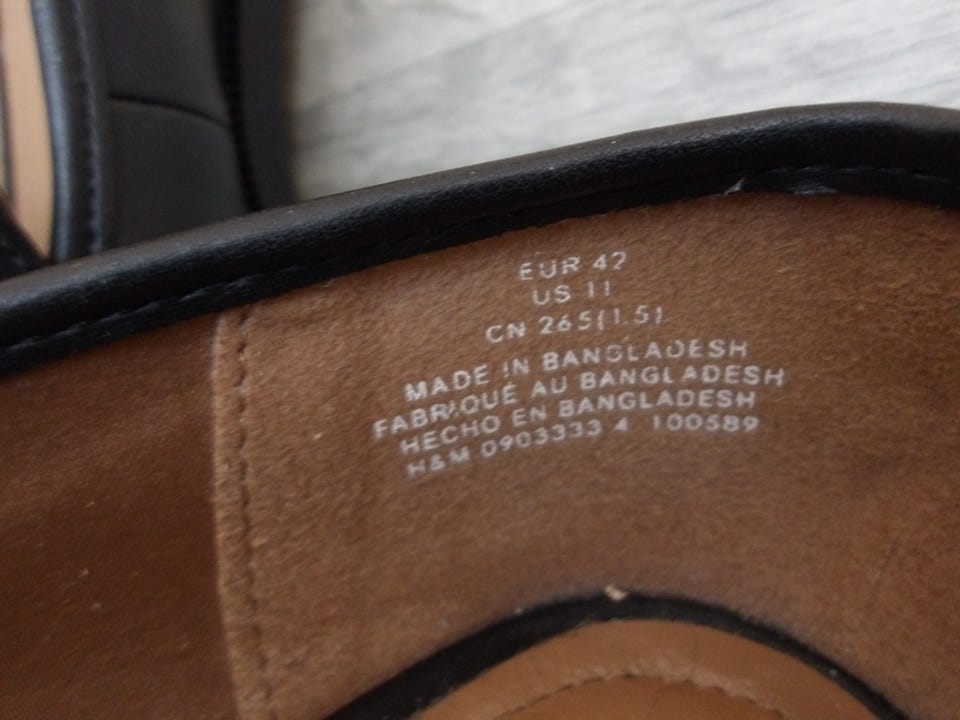 EUR 42
US 11
CN 265(1.5)
MADE IN BANGLADESH
FABRIQUÉ AU BANGLADESH
HECHO EN BANGLADESH
H&M 0903333 4 100589